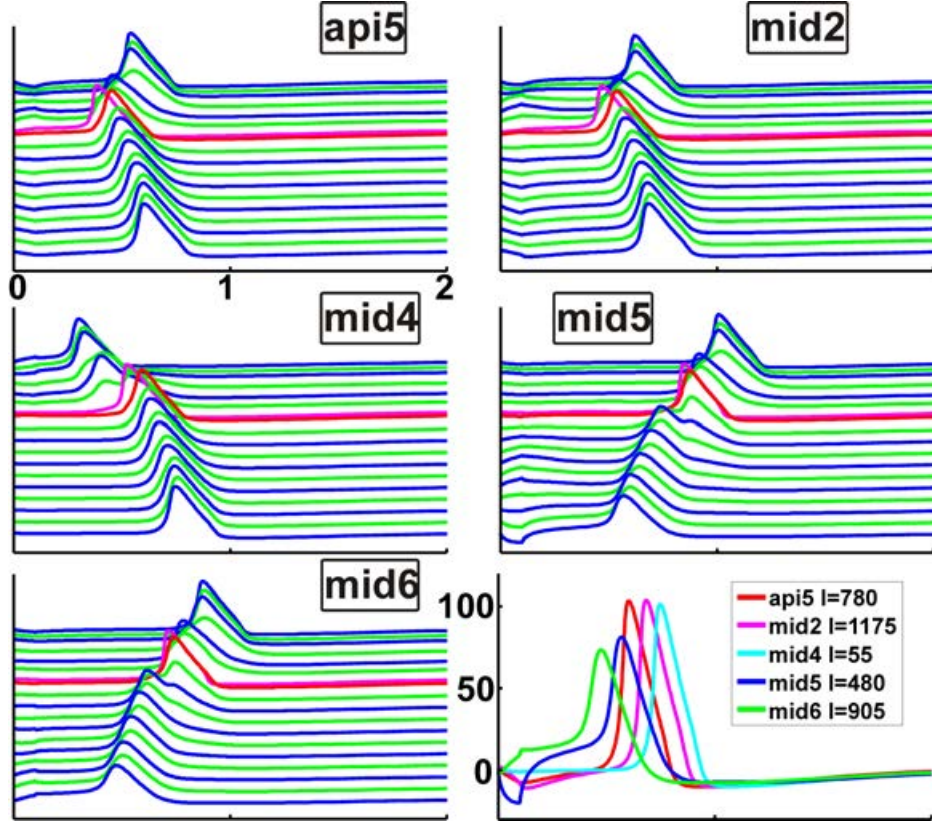 api5
mid2
0 1 2
mid4
mid5
mid6
100
50
0
api5 I=780
mid2 I=1175
mid4 I=55
mid5 I=480
mid6 I=905